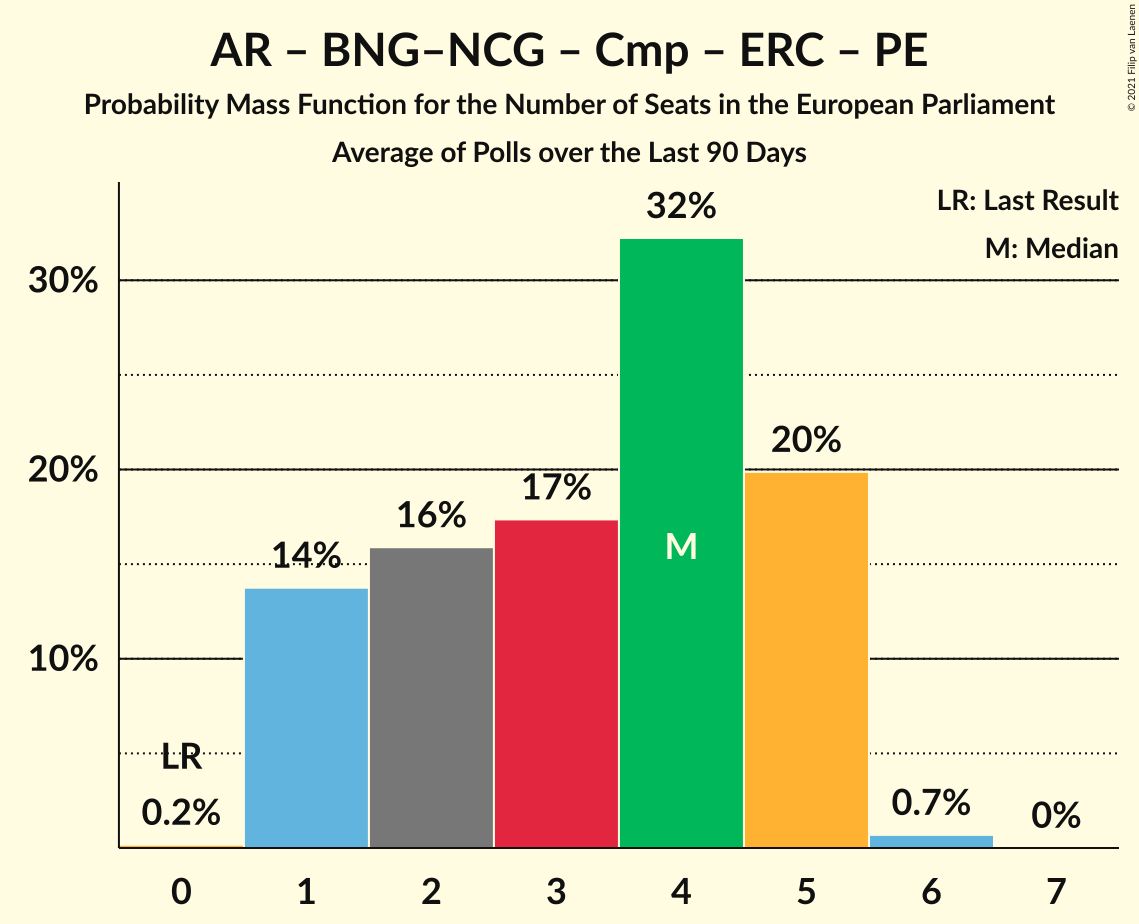 AR – BNG–NCG – Cmp – ERC – PE
Probability Mass Function for the Number of Seats in the European Parliament
Average of Polls over the Last 90 Days
© 2021 Filip van Laenen
LR: Last Result
M: Median
30%
20%
10%
LR
0.2%
14%
16%
17%
32%
M
20%
0.7%
0%
0 1 2 3 4 5 6 7